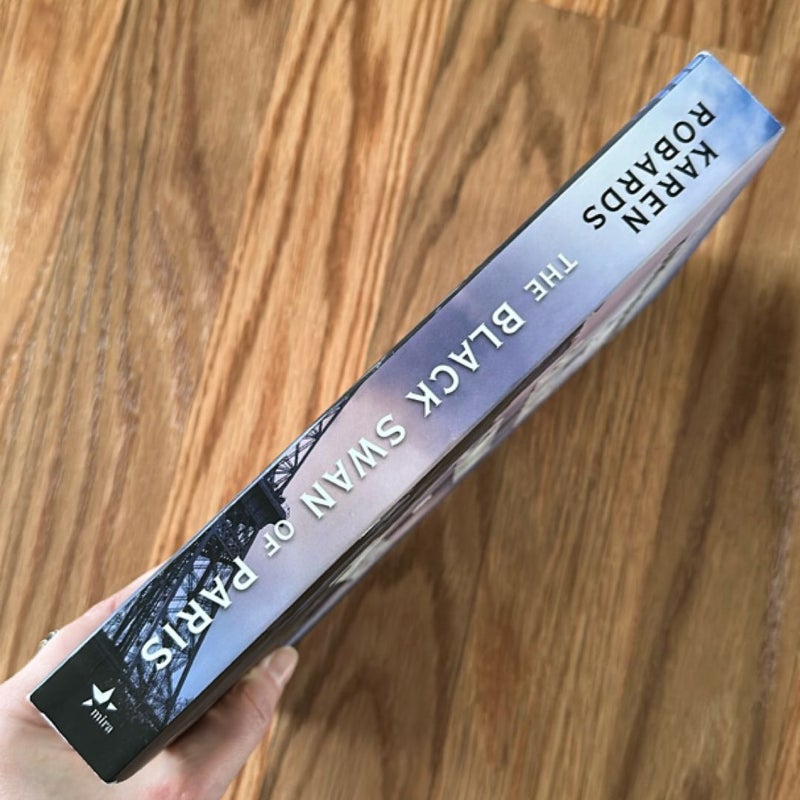 KAREN
ROBARDS
THE BLACK SWAN OF PARIS
mira